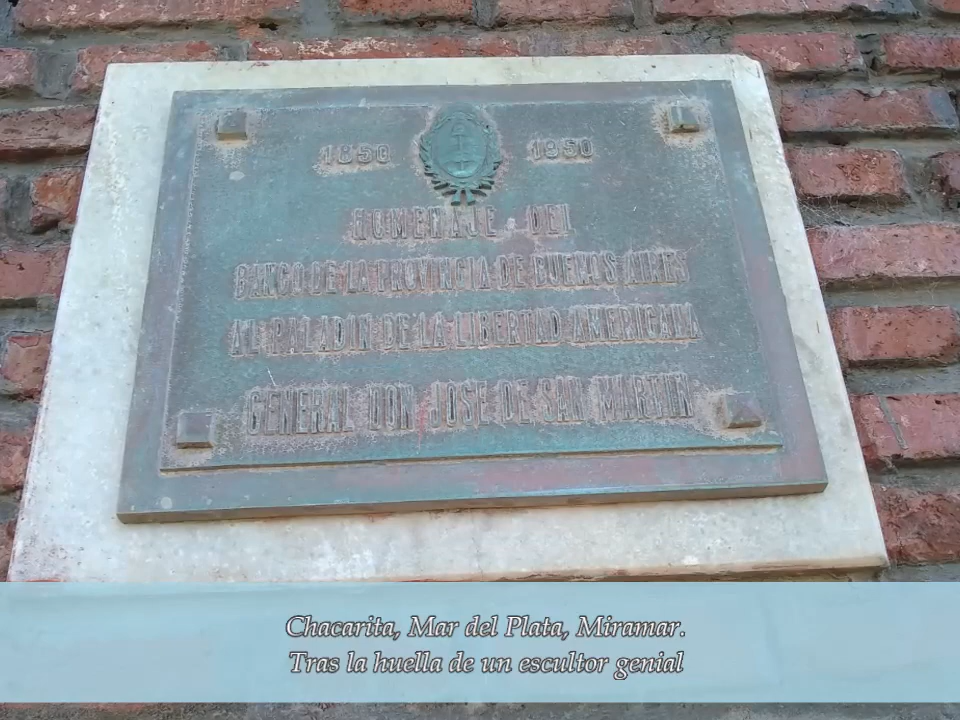 1850 1950
HOMENAJE DEL
BANCO DE LA PROVINCIA DE BUENOS AIRES
AL PALADIN DE LA LIBERTAD AMERICANA
GENERAL DON JOSE DE SAN MARTIN
Chacarita, Mar del Plata, Miramar.
Tras la huella de un escultor genial